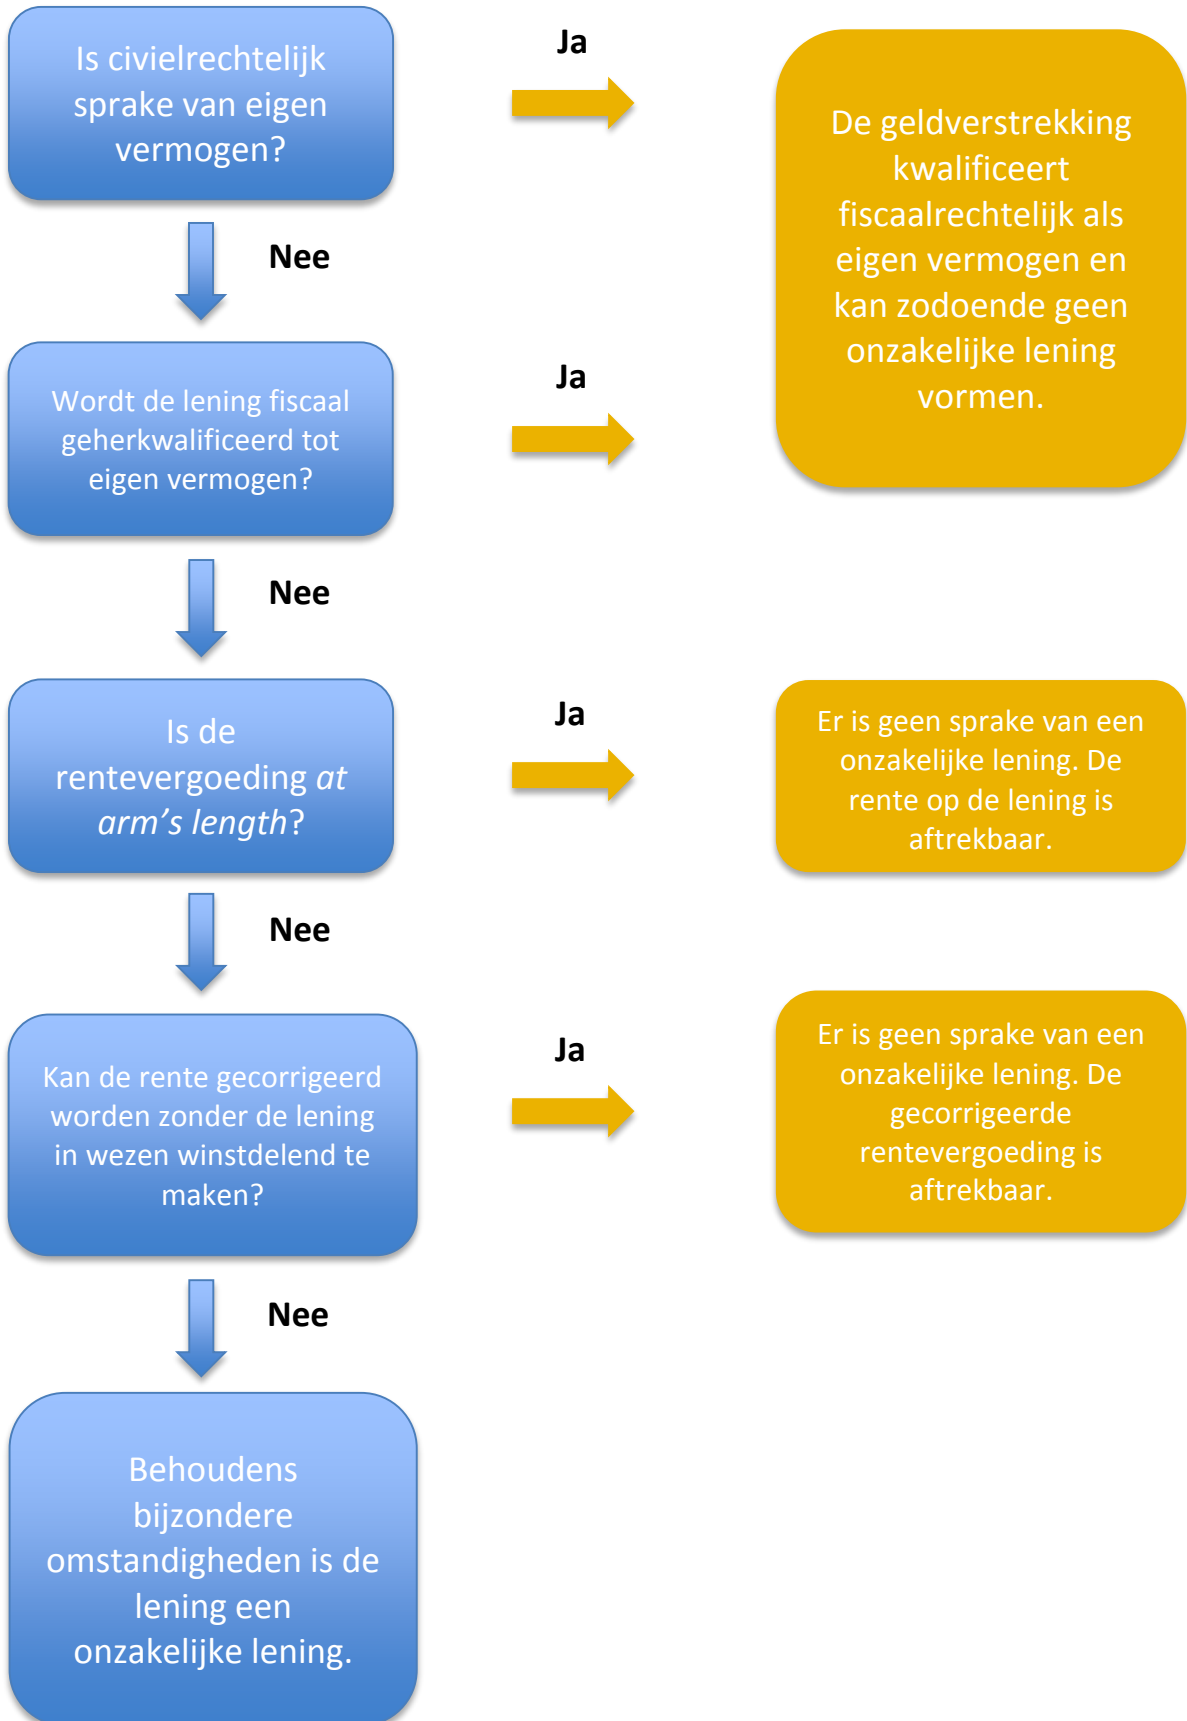 Is civielrechtelijk
sprake van eigen
vermogen?
Ja
De geldverstrekking
kwalificeert
fiscaalrechtelijk als
eigen vermogen en
kan zodoende geen
onzakelijke lening
vormen.
Nee
Wordt de lening fiscaal
geherkwalificeerd tot
eigen vermogen?
Ja
Nee
Is de
rentevergoeding at
arm's length?
Ja
Er is geen sprake van een
onzakelijke lening. De
rente op de lening is
aftrekbaar.
Nee
Kan de rente gecorrigeerd
worden zonder de lening
in wezen winstdelend te
maken?
Ja
Er is geen sprake van een
onzakelijke lening. De
gecorrigeerde
rentevergoeding is
aftrekbaar.
Nee
Behoudens
bijzondere
omstandigheden is de
lening een
onzakelijke lening.